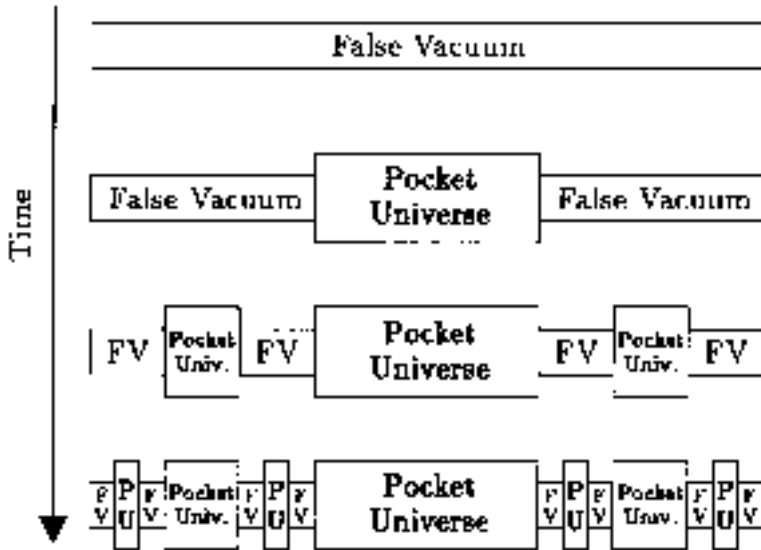 False Vacuum
Time
False Vacuum
Pocket
Universe
False Vacuum
FV
Pocket
Univ.
FV
Pocket
Universe
FV
Pocket
Univ.
FV
F
V
P
U
F
V
Pocket
Univ.
F
V
P
U
F
V
Pocket
Universe
F
V
P
U
F
V
Pocket
Univ.
F
V
P
U
F
V